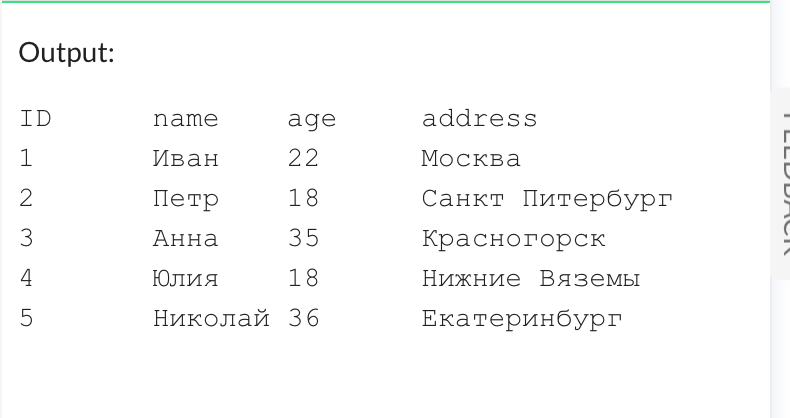 Output:
ID name age address
1 Иван 22 Москва
2 Петр 18 Санкт Питербург
3 Анна 35 Красногорск
4 Юлия 18 Нижние Вяземы
5 Николай 36 Екатеринбург
FEEDBACK